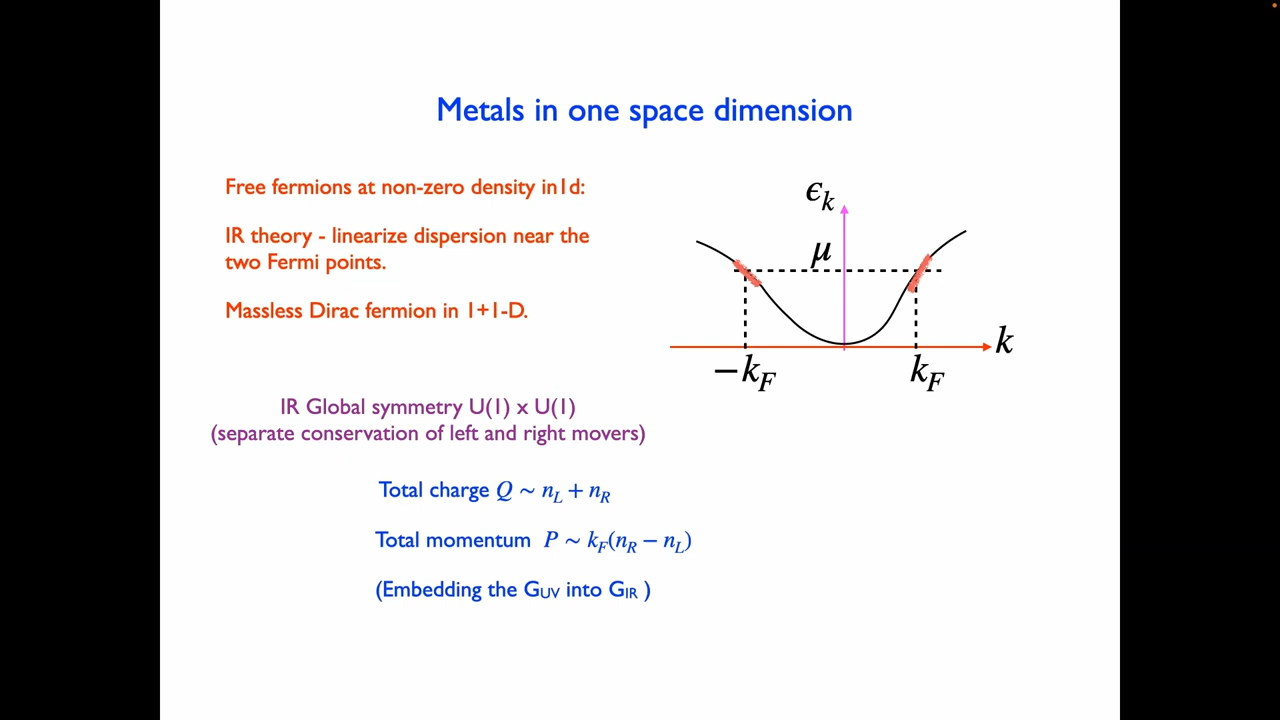 Metals in one space dimension
Free fermions at non-zero density in1d:
IR theory - linearize dispersion near the
two Fermi points.
Massless Dirac fermion in 1+1-D.
ϵₖ
μ
k
−k_F
k_F
IR Global symmetry U(1) x U(1)
(separate conservation of left and right movers)
Total charge Q ∼ n_L + n_R
Total momentum P ∼ k_F(n_R − n_L)
(Embedding the G_UV into G_IR )